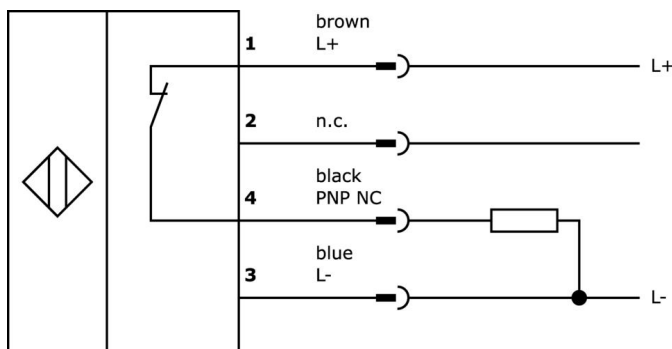 brown
1 L+ L+
2 n.c.
black
4 PNP NC
blue
3 L- L-